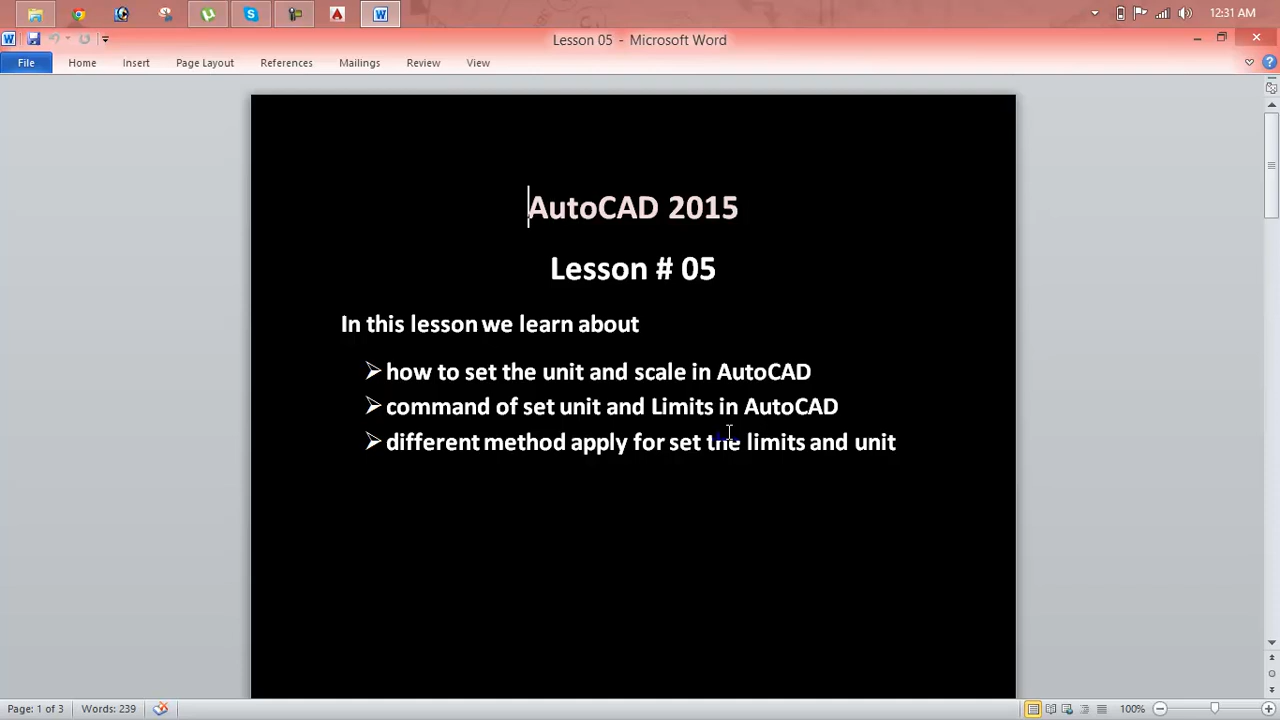 12:31 AM
Lesson 05 - Microsoft Word
File Home Insert Page Layout References Mailings Review View
AutoCAD 2015
Lesson # 05
In this lesson we learn about
how to set the unit and scale in AutoCAD
command of set unit and Limits in AutoCAD
different method apply for set the limits and unit
Page: 1 of 3 Words: 239 100%